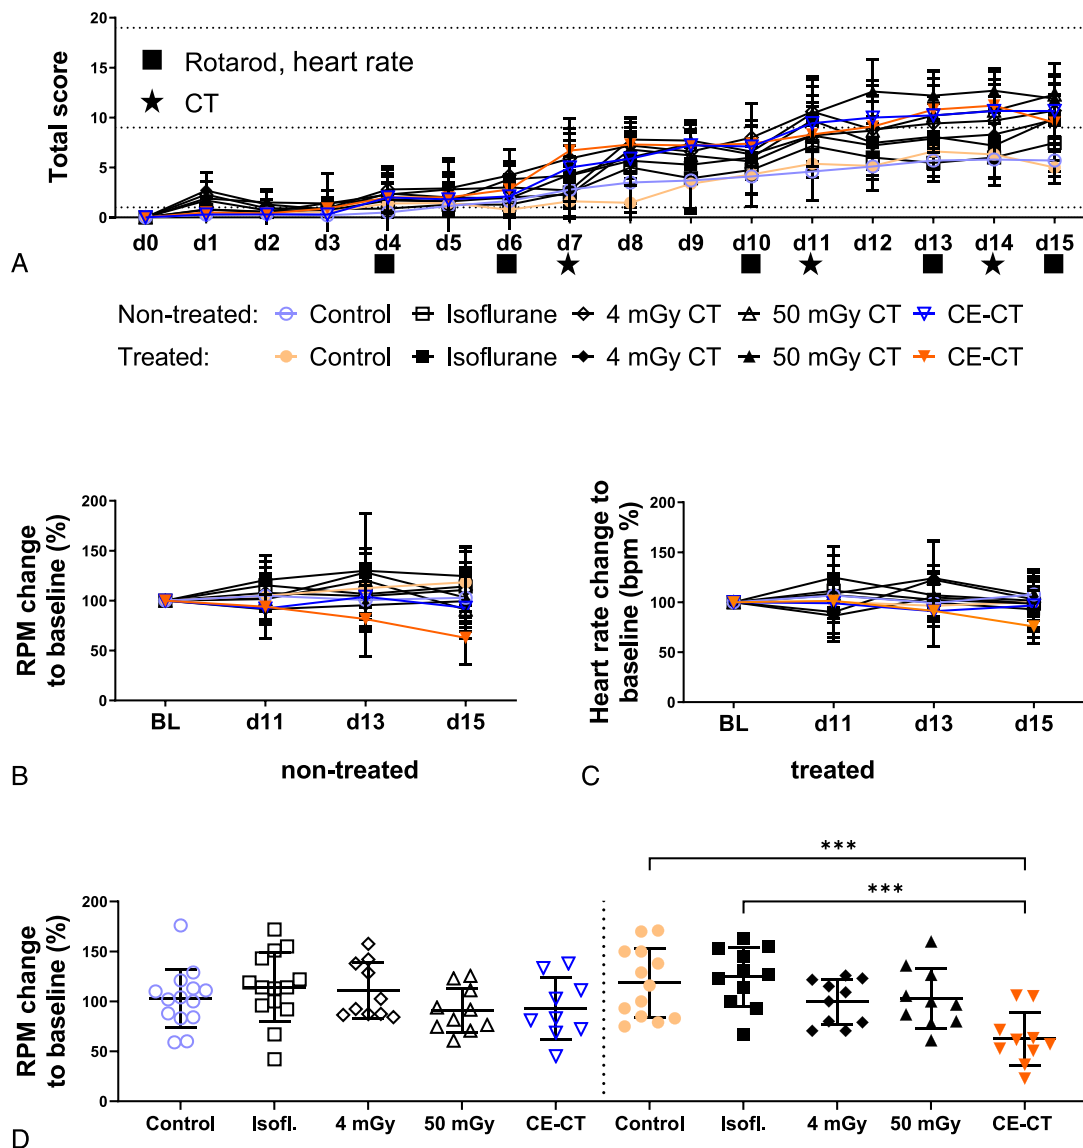 20
15
10
5
0
Total score
Rotarod, heart rate
CT
d0 d1 d2 d3 d4 d5 d6 d7 d8 d9 d10 d11 d12 d13 d14 d15
A
Non-treated: Control Isoflurane 4 mGy CT 50 mGy CT CE-CT
Treated: Control Isoflurane 4 mGy CT 50 mGy CT CE-CT
RPM change
to baseline (%)
200
150
100
50
0
BL d11 d13 d15
B
Heart rate change to
baseline (bpm %)
200
150
100
50
0
BL d11 d13 d15
C
non-treated treated
RPM change
to baseline (%)
200
150
100
50
0
***
***
Control Isofl. 4 mGy 50 mGy CE-CT Control Isofl. 4 mGy 50 mGy CE-CT
D